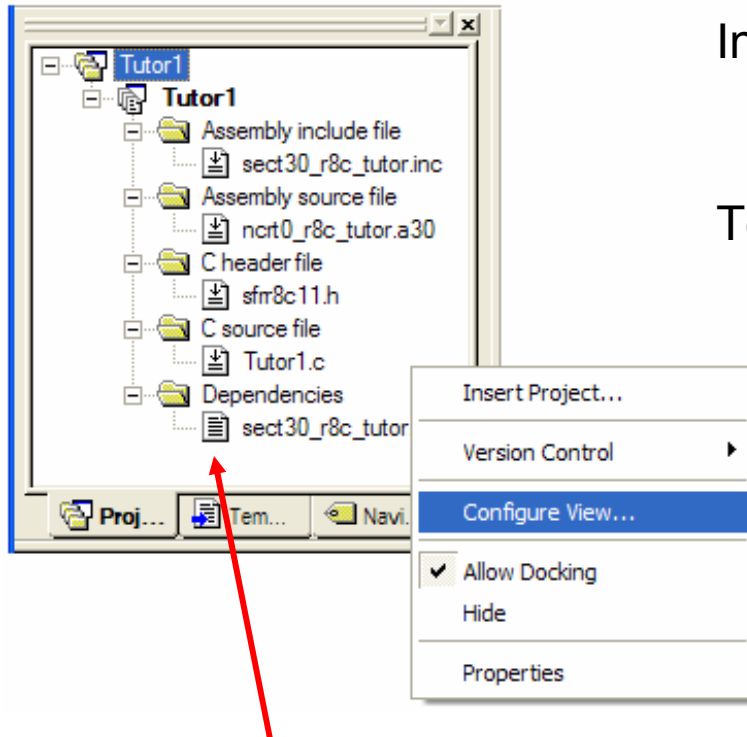 Tutor1
Tutor1
Assembly include file
sect30_r8c_tutor.inc
Assembly source file
ncrt0_r8c_tutor.a30
C header file
sfrr8c11.h
C source file
Tutor1.c
Dependencies
sect30_r8c_tutor
Proj...
Tem...
Navi.
Insert Project...
Version Control
Configure View...
Allow Docking
Hide
Properties